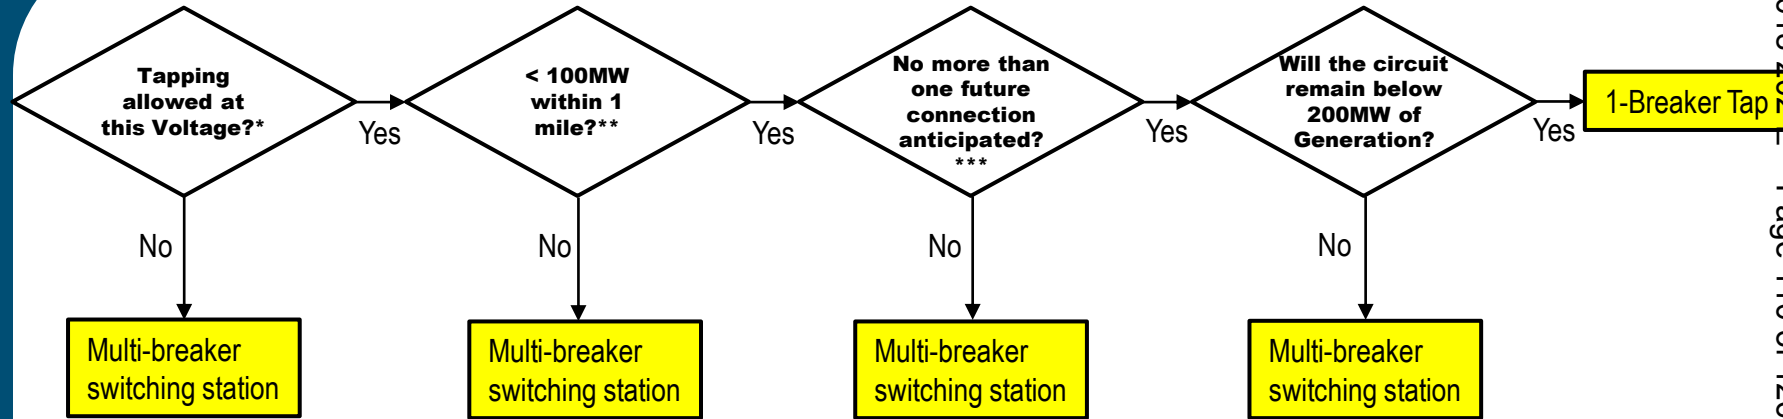 Tapping
allowed at
this Voltage?*
Yes
No
Multi-breaker
switching station
< 100MW
within 1
mile?**
Yes
No
Multi-breaker
switching station
No more than
one future
connection
anticipated?
***
Yes
No
Multi-breaker
switching station
Will the circuit
remain below
200MW of
Generation?
Yes
No
Multi-breaker
switching station
1-Breaker Tap